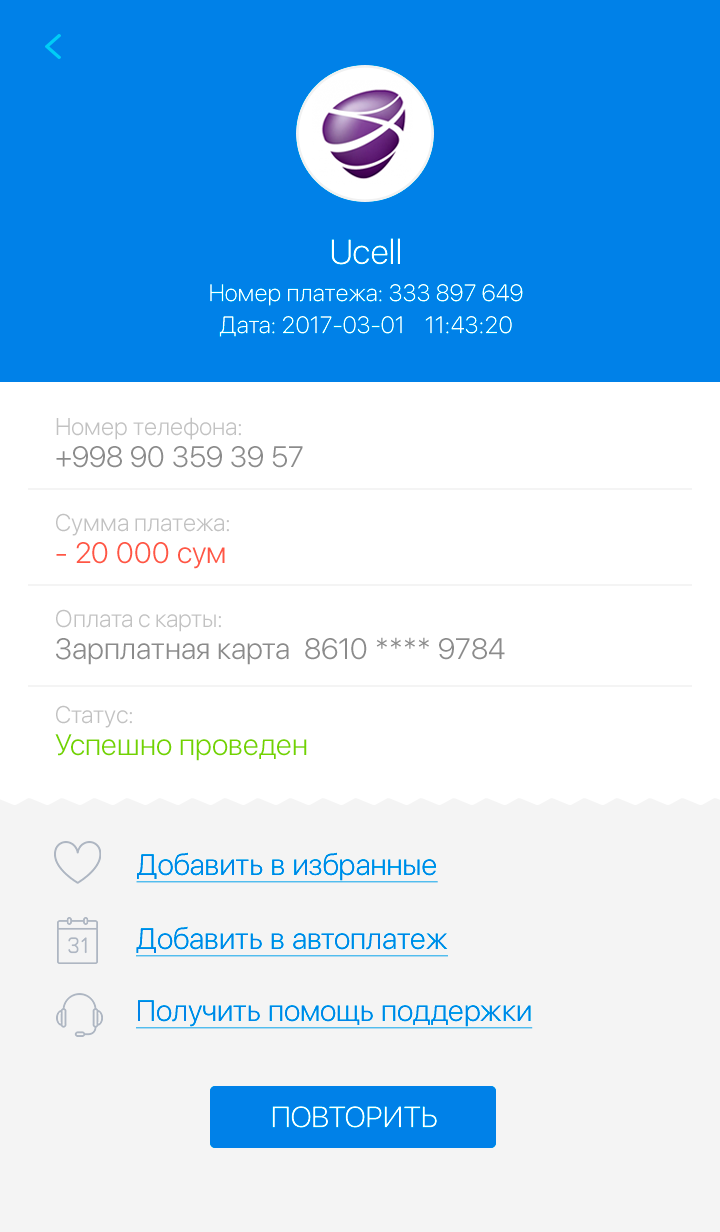 Ucell
Номер платежа: 333 897 649
Дата: 2017-03-01 11:43:20
Номер телефона:
+998 90 359 39 57
Сумма платежа:
- 20 000 сум
Оплата с карты:
Зарплатная карта 8610 **** 9784
Статус:
Успешно проведен
Добавить в избранные
31
Добавить в автоплатеж
Получить помощь поддержки
ПОВТОРИТЬ